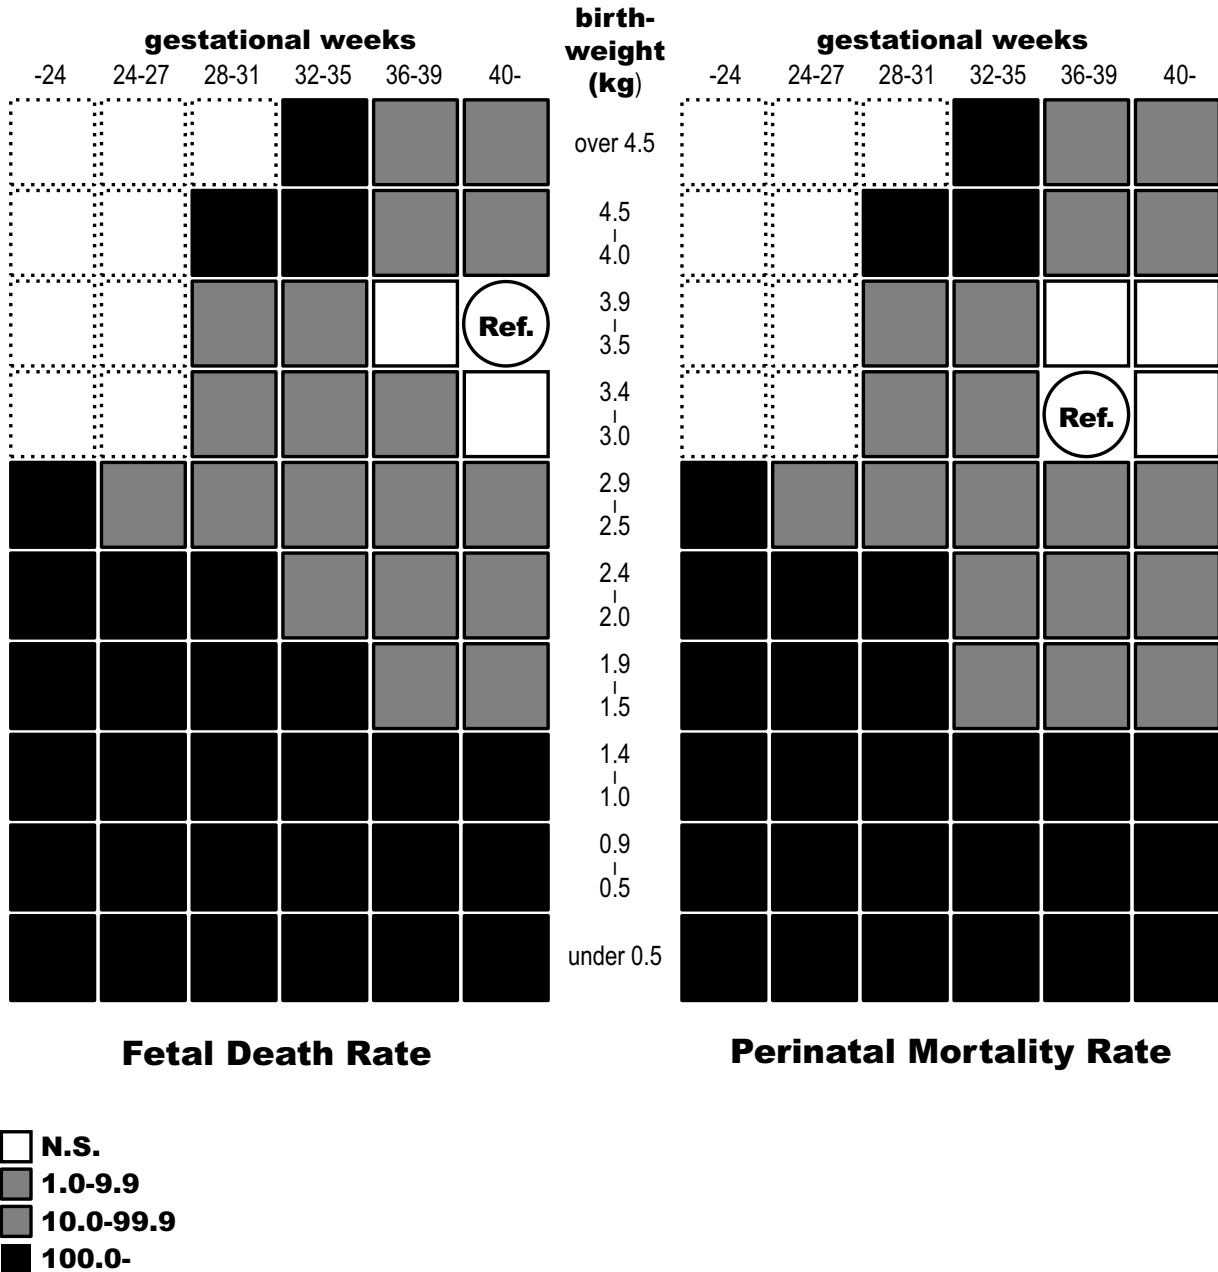 birth-
weight
(kg)
gestational weeks
-24 24-27 28-31 32-35 36-39 40-
gestational weeks
-24 24-27 28-31 32-35 36-39 40-
over 4.5
4.5
ı
4.0
3.9
ı
3.5
3.4
ı
3.0
2.9
ı
2.5
2.4
ı
2.0
1.9
ı
1.5
1.4
ı
1.0
0.9
ı
0.5
under 0.5
Ref.
Ref.
Fetal Death Rate
Perinatal Mortality Rate
N.S.
1.0-9.9
10.0-99.9
100.0-